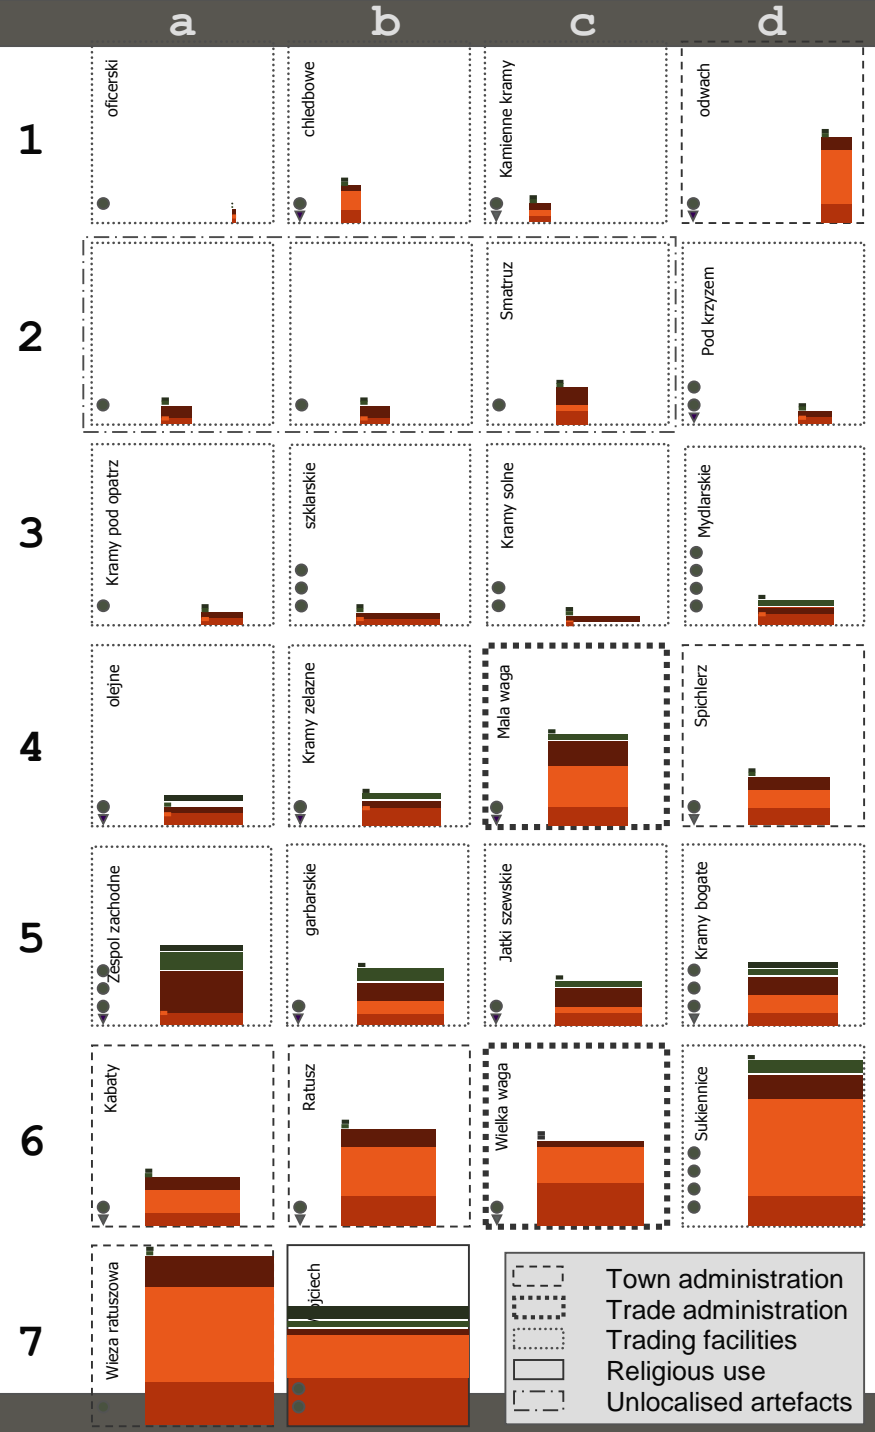 a b c d
1
oficerski
chledbowe
Kamienne kramy
odwach
2
Smatruz
Pod krzyzem
3
Kramy pod opatrz
szklarskie
Kramy solne
Mydlarskie
4
olejne
Kramy zelazne
Mala waga
Spichlerz
5
Zespol zachodne
garbarskie
Jatki szewskie
Kramy bogate
6
Kabaty
Ratusz
Wielka waga
Sukiennice
7
Wieza ratuszowa
Wojciech
Town administration
Trade administration
Trading facilities
Religious use
Unlocalised artefacts